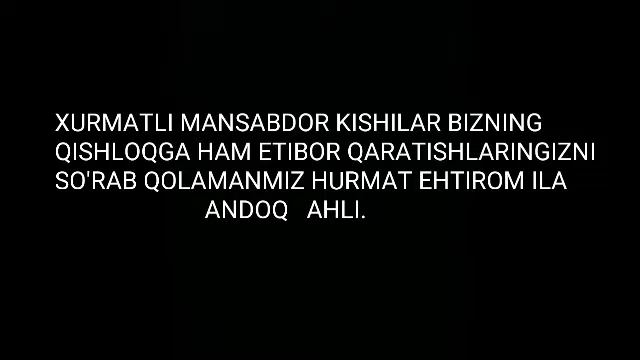 XURMATLI MANSABDOR KISHILAR BIZNING
QISHLOQGA HAM ETIBOR QARATISHLARINGIZNI
SO'RAB QOLAMANMIZ HURMAT EHTIROM ILA
ANDOQ AHLI.